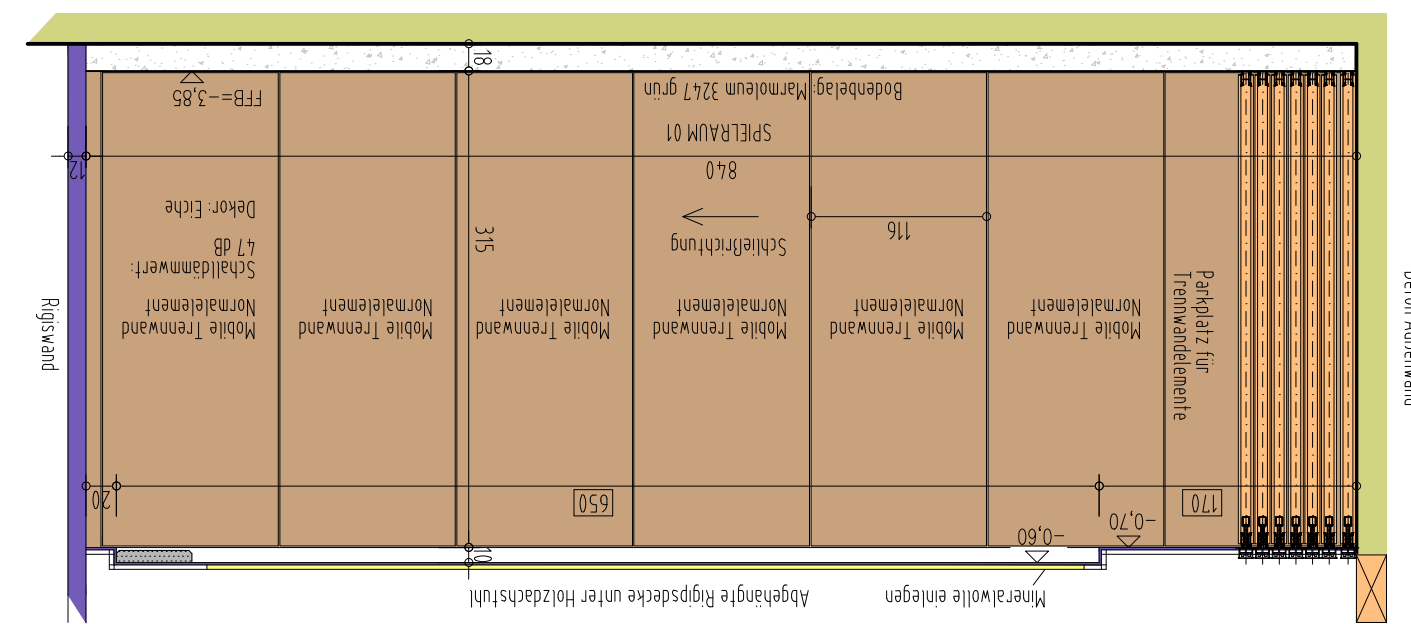 Mineralwolle einlegen
Abgehängte Rigipsdecke unter Holzdachstuhl
10
-0,60
-0,70
170
650
20
Parkplatz für
Trennwandelemente
Mobile Trennwand
Normalelement
Mobile Trennwand
Normalelement
Mobile Trennwand
Normalelement
Mobile Trennwand
Normalelement
Mobile Trennwand
Normalelement
Mobile Trennwand
Normalelement
Schalldämmwert:
47 dB
Dekor: Eiche
Schließrichtung
116
315
840
12
SPIELRAUM 01
Bodenbelag: Marmoleum 3247 grün
FFB=-3,85
18
Rigiswand